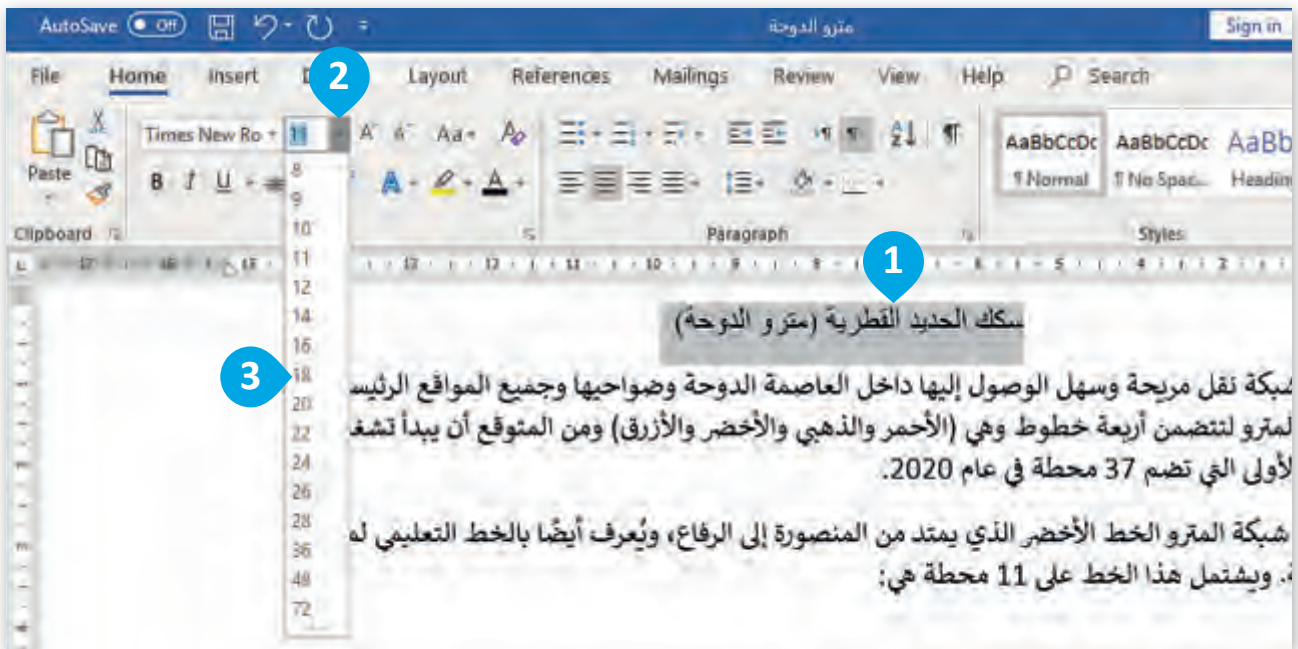 AutoSave Off مترو الدوحة Sign in
File Home Insert Layout References Mailings Review View Help Search
2
Paste Times New Ro 11 A A Aa A
B I U A A
AaBbCcDc AaBbCcDc AaBb
¶ Normal ¶ No Spac... Headin
Clipboard Paragraph Styles
8
9
10
11
12
14
16
18
20
22
24
26
28
36
48
72
1
3
سكك الحديد القطرية (مترو الدوحة)
شبكة نقل مريحة وسهل الوصول إليها داخل العاصمة الدوحة وضواحيها وجميع المواقع الرئيس
لمترو لتتضمن أربعة خطوط وهي (الأحمر والذهبي والأخضر والأزرق) ومن المتوقع أن يبدأ تشغ
لأولى التي تضم 37 محطة في عام 2020.
شبكة المترو الخط الأخضر الذي يمتد من المنصورة إلى الرفاع، ويُعرف أيضًا بالخط التعليمي لم
ة. ويشتمل هذا الخط على 11 محطة هي: